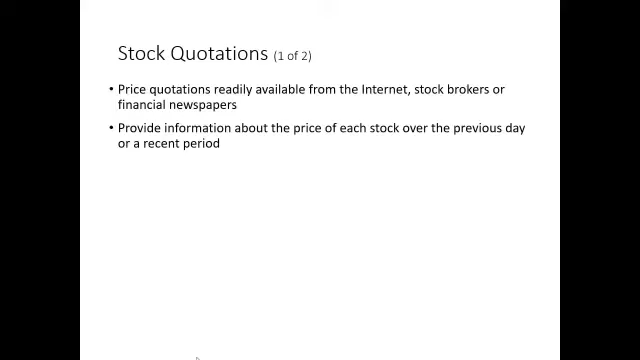 Stock Quotations (1 of 2)
• Price quotations readily available from the Internet, stock brokers or
financial newspapers
• Provide information about the price of each stock over the previous day
or a recent period